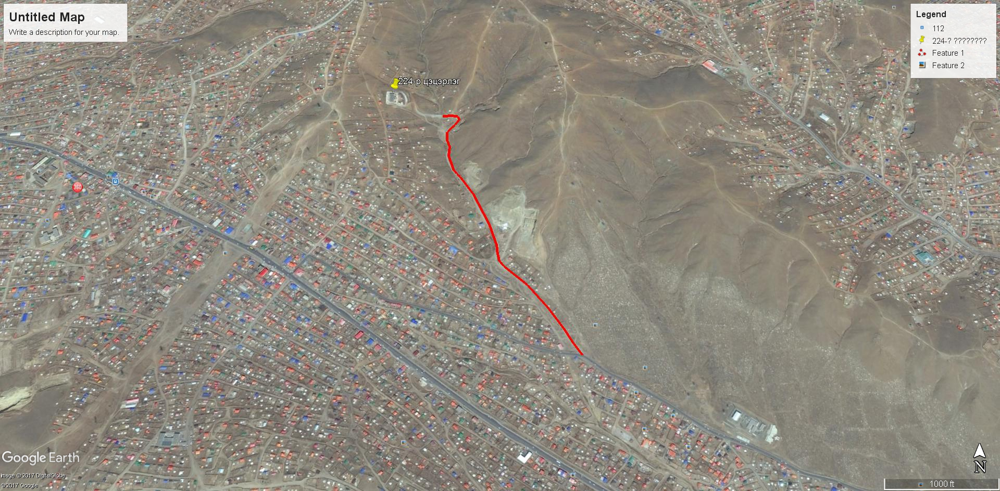 Untitled Map
Write a description for your map.
Legend
112
224-? ????????
Feature 1
Feature 2
224-р цэцэрлэг
360
Google Earth
Image © 2017 DigitalGlobe
© 2017 Google
N
1000 ft